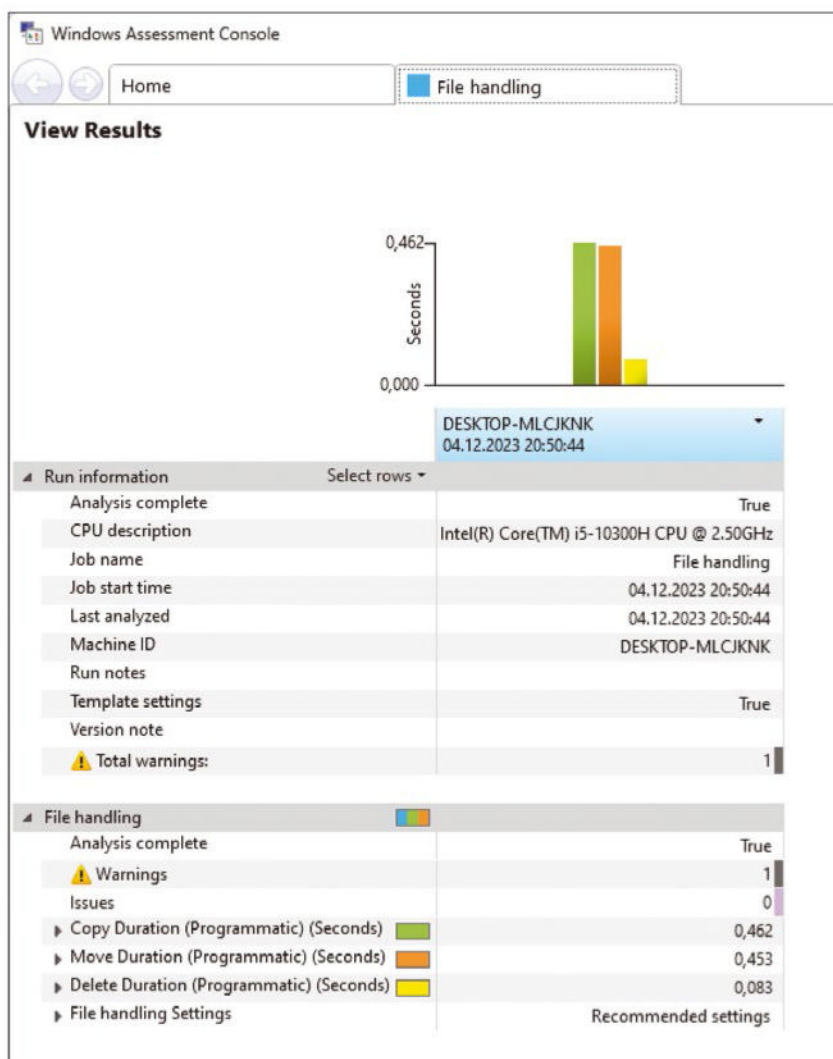 Windows Assessment Console
Home
File handling
View Results
0,462
Seconds
0,000
DESKTOP-MLCJKNK
04.12.2023 20:50:44
Run information Select rows
Analysis complete True
CPU description Intel(R) Core(TM) i5-10300H CPU @ 2.50GHz
Job name File handling
Job start time 04.12.2023 20:50:44
Last analyzed 04.12.2023 20:50:44
Machine ID DESKTOP-MLCJKNK
Run notes
Template settings True
Version note
Total warnings: 1
File handling
Analysis complete True
Warnings 1
Issues 0
Copy Duration (Programmatic) (Seconds) 0,462
Move Duration (Programmatic) (Seconds) 0,453
Delete Duration (Programmatic) (Seconds) 0,083
File handling Settings Recommended settings